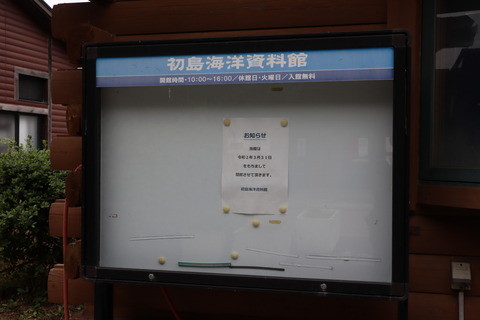 初島海洋資料館
開館時間・10:00～16:00／休館日・火曜日／入館無料
お知らせ
当館は
令和2年3月31日
をもちまして
閉館させて頂きます。
初島海洋資料館